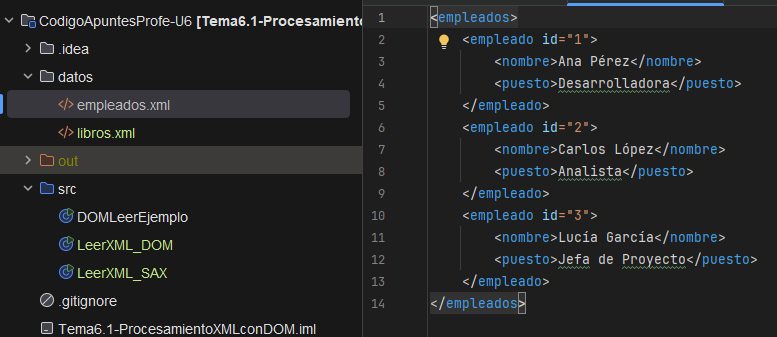 CodigoApuntesProfe-U6 [Tema6.1-Procesamiento
.idea
datos
empleados.xml
libros.xml
out
src
DOMLeerEjemplo
LeerXML_DOM
LeerXML_SAX
.gitignore
Tema6.1-ProcesamientoXMLconDOM.iml
1 <empleados>
2 <empleado id="1">
3 <nombre>Ana Pérez</nombre>
4 <puesto>Desarrolladora</puesto>
5 </empleado>
6 <empleado id="2">
7 <nombre>Carlos López</nombre>
8 <puesto>Analista</puesto>
9 </empleado>
10 <empleado id="3">
11 <nombre>Lucía García</nombre>
12 <puesto>Jefa de Proyecto</puesto>
13 </empleado>
14 </empleados>